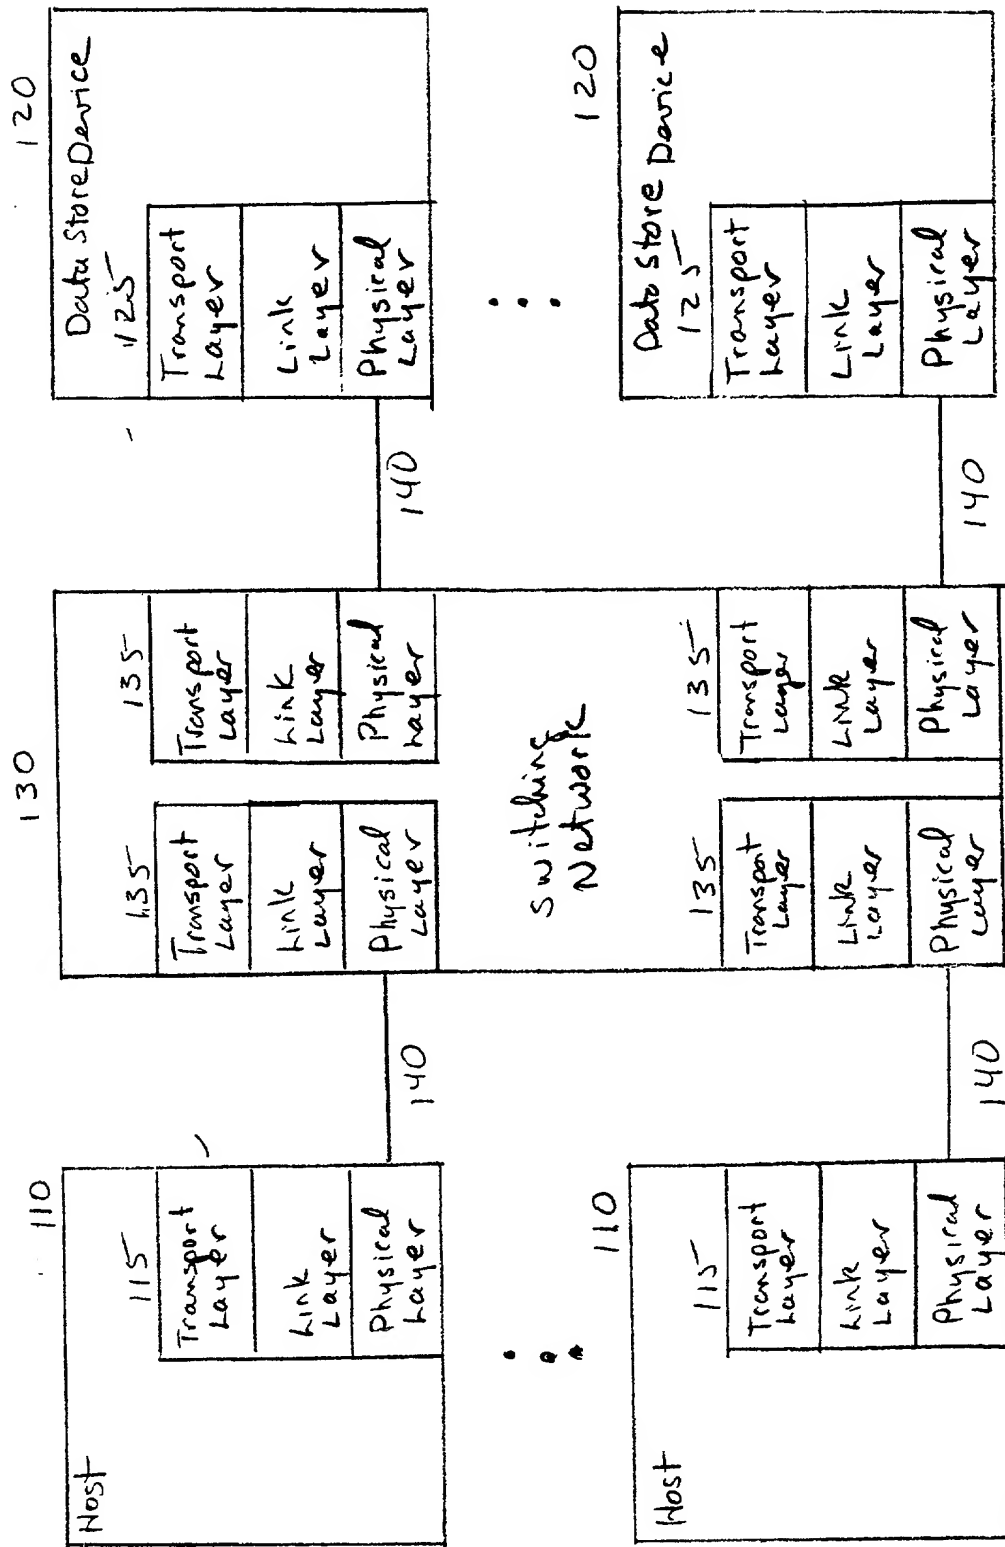 110
Host
115
Transport
Layer
Link
Layer
Physical
Layer
140
130
135
Transport
Layer
Link
Layer
Physical
Layer
135
Transport
Layer
Link
Layer
Physical
Layer
140
120
Data Store Device
125
Transport
Layer
Link
Layer
Physical
Layer
Switching
Network
110
Host
115
Transport
Layer
Link
Layer
Physical
Layer
140
135
Transport
Layer
Link
Layer
Physical
Layer
135
Transport
Layer
Link
Layer
Physical
Layer
140
120
Data Store Device
125
Transport
Layer
Link
Layer
Physical
Layer